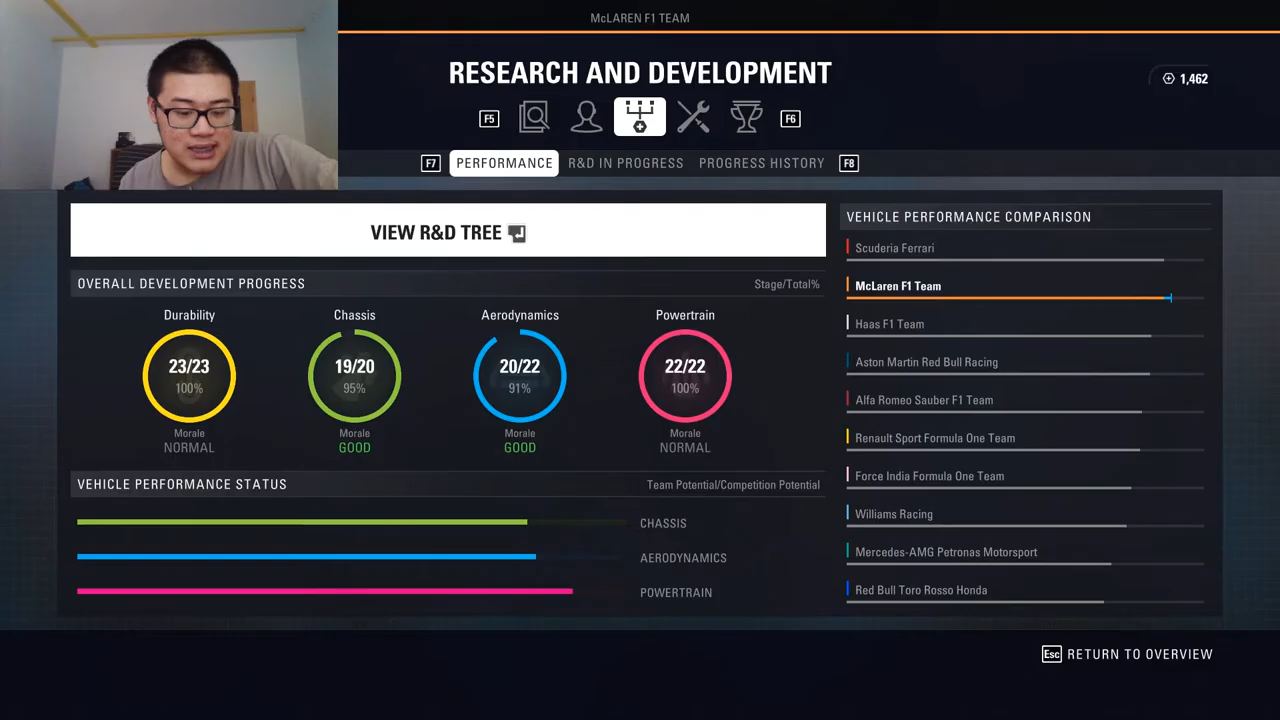 McLAREN F1 TEAM
RESEARCH AND DEVELOPMENT
1,462
F5
F6
F7
PERFORMANCE
R&D IN PROGRESS
PROGRESS HISTORY
F8
VIEW R&D TREE
OVERALL DEVELOPMENT PROGRESS
Stage/Total%
Durability
Chassis
Aerodynamics
Powertrain
23/23
19/20
20/22
22/22
100%
95%
91%
100%
Morale
Morale
Morale
Morale
NORMAL
GOOD
GOOD
NORMAL
VEHICLE PERFORMANCE STATUS
Team Potential/Competition Potential
CHASSIS
AERODYNAMICS
POWERTRAIN
VEHICLE PERFORMANCE COMPARISON
Scuderia Ferrari
McLaren F1 Team
Haas F1 Team
Aston Martin Red Bull Racing
Alfa Romeo Sauber F1 Team
Renault Sport Formula One Team
Force India Formula One Team
Williams Racing
Mercedes-AMG Petronas Motorsport
Red Bull Toro Rosso Honda
Esc RETURN TO OVERVIEW